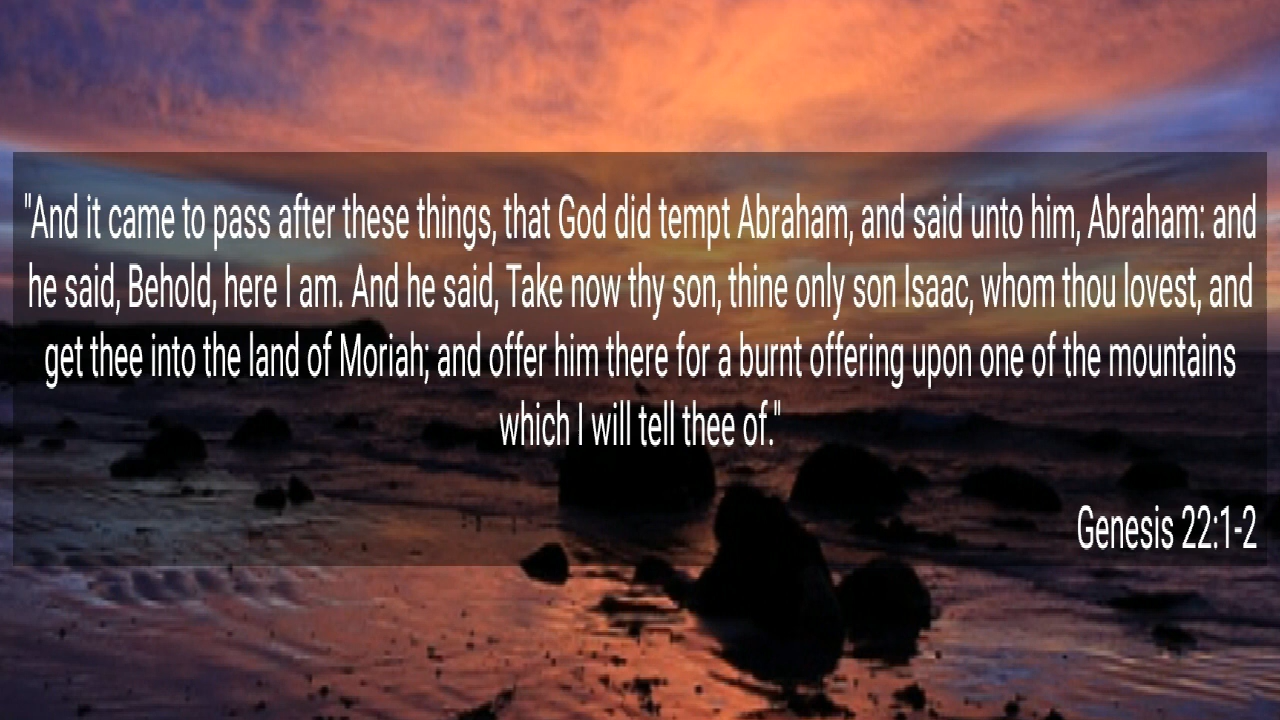 "And it came to pass after these things, that God did tempt Abraham, and said unto him, Abraham: and
he said, Behold, here I am. And he said, Take now thy son, thine only son Isaac, whom thou lovest, and
get thee into the land of Moriah; and offer him there for a burnt offering upon one of the mountains
which I will tell thee of."
Genesis 22:1-2